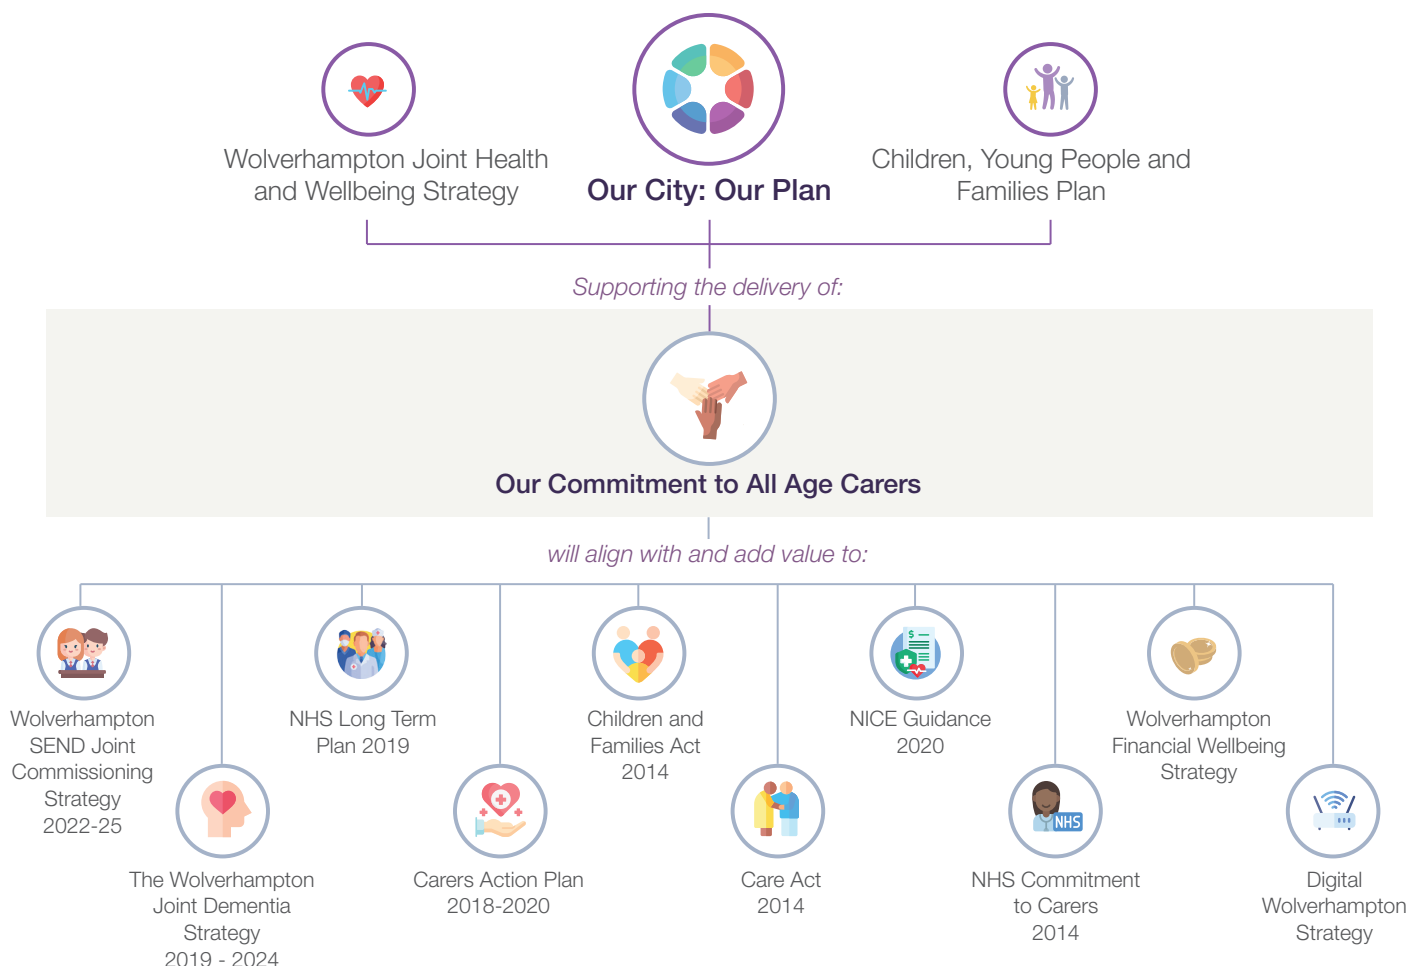 Wolverhampton Joint Health
and Wellbeing Strategy
Our City: Our Plan
Children, Young People and
Families Plan
Supporting the delivery of:
Our Commitment to All Age Carers
will align with and add value to:
Wolverhampton
SEND Joint
Commissioning
Strategy
2022-25
The Wolverhampton
Joint Dementia
Strategy
2019 - 2024
NHS Long Term
Plan 2019
Carers Action Plan
2018-2020
Children and
Families Act
2014
Care Act
2014
$
NICE Guidance
2020
NHS
NHS Commitment
to Carers
2014
Wolverhampton
Financial Wellbeing
Strategy
Digital
Wolverhampton
Strategy